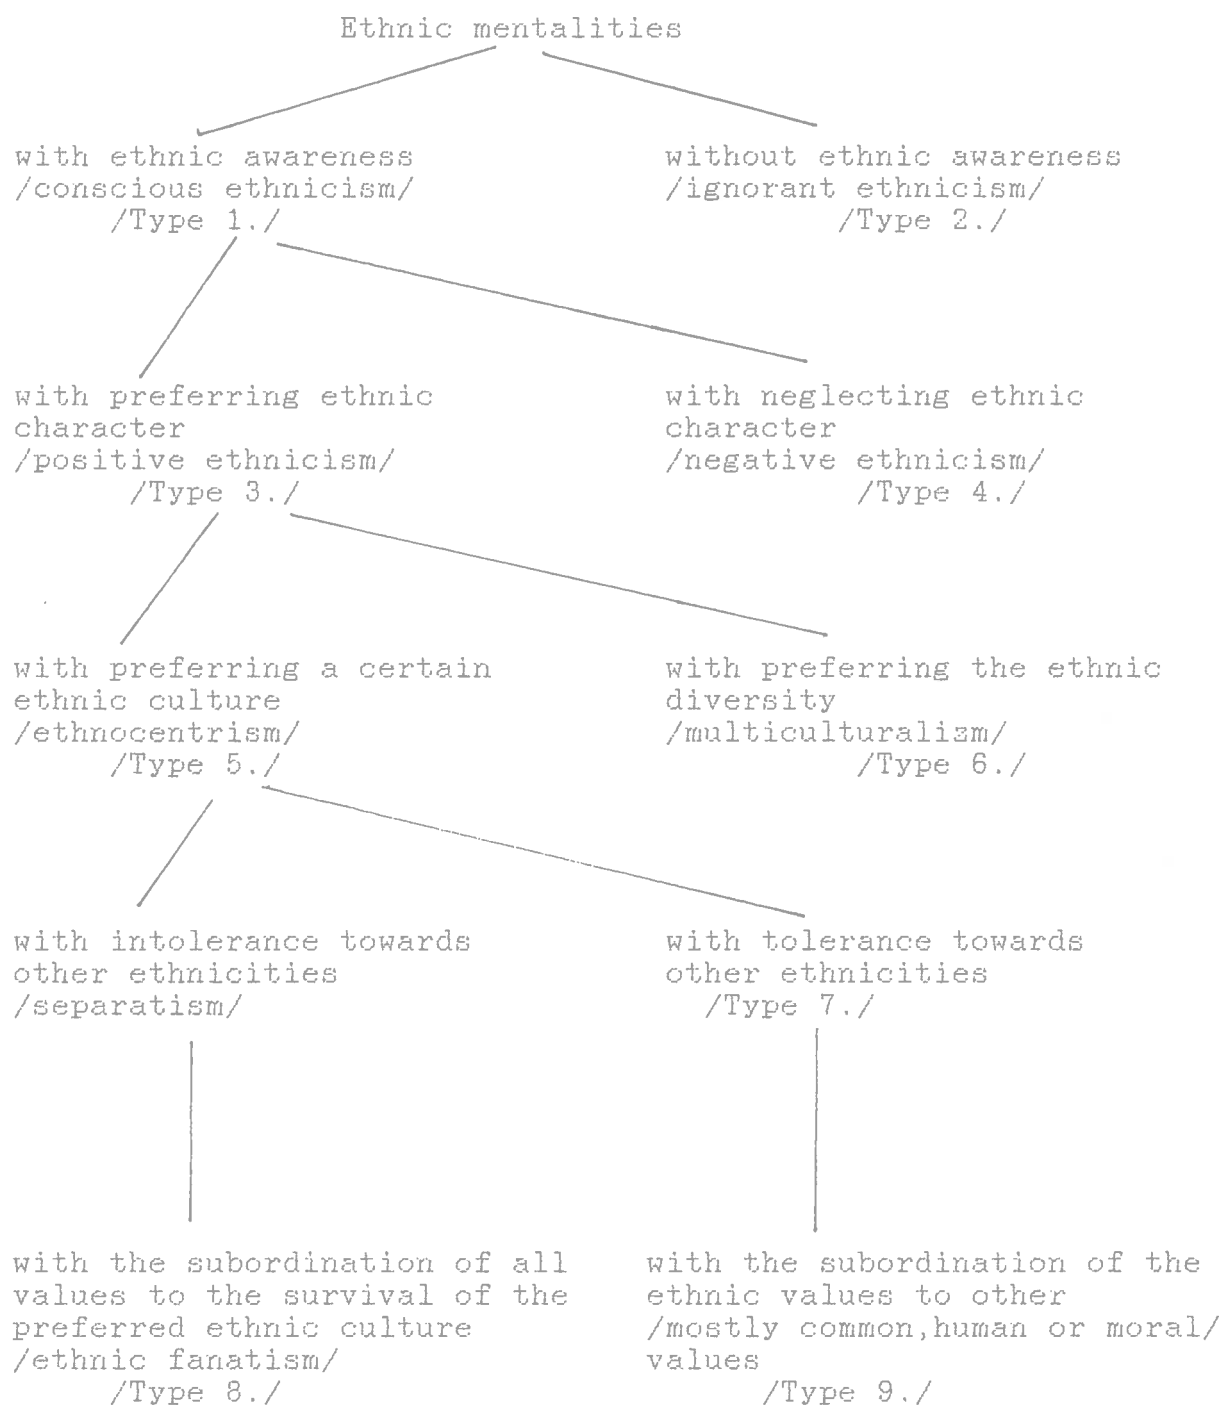 Ethnic mentalities
with ethnic awareness
/conscious ethnicism/
/Type 1./
without ethnic awareness
/ignorant ethnicism/
/Type 2./
with preferring ethnic
character
/positive ethnicism/
/Type 3./
with neglecting ethnic
character
/negative ethnicism/
/Type 4./
with preferring a certain
ethnic culture
/ethnocentrism/
/Type 5./
with preferring the ethnic
diversity
/multiculturalism/
/Type 6./
with intolerance towards
other ethnicities
/separatism/
with tolerance towards
other ethnicities
/Type 7./
with the subordination of all
values to the survival of the
preferred ethnic culture
/ethnic fanatism/
/Type 8./
with the subordination of the
ethnic values to other
/mostly common,human or moral/
values
/Type 9./